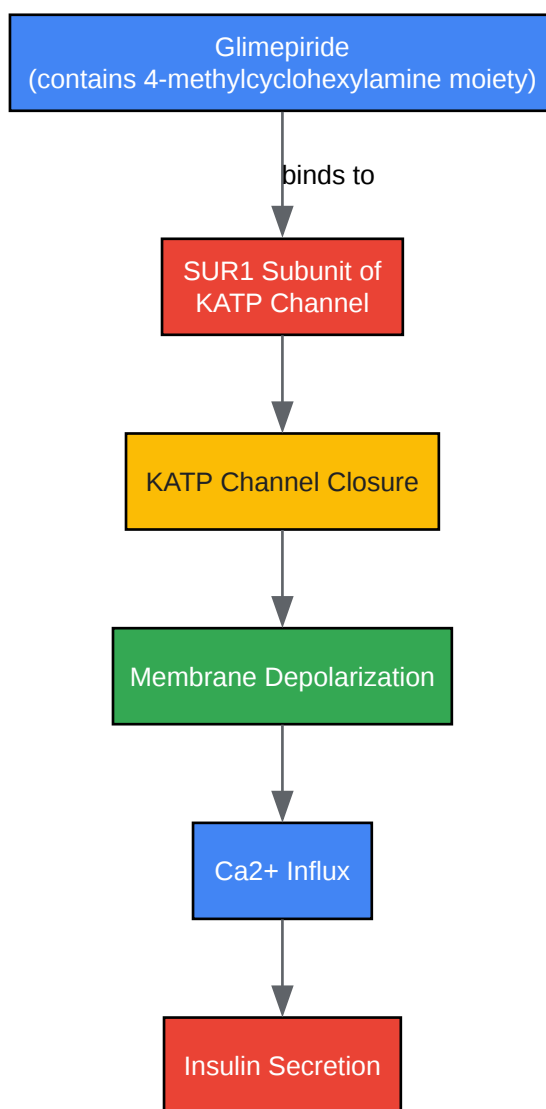 Glimepiride
(contains 4-methylcyclohexylamine moiety)
binds to
SUR1 Subunit of
KATP Channel
KATP Channel Closure
Membrane Depolarization
Ca2+ Influx
Insulin Secretion